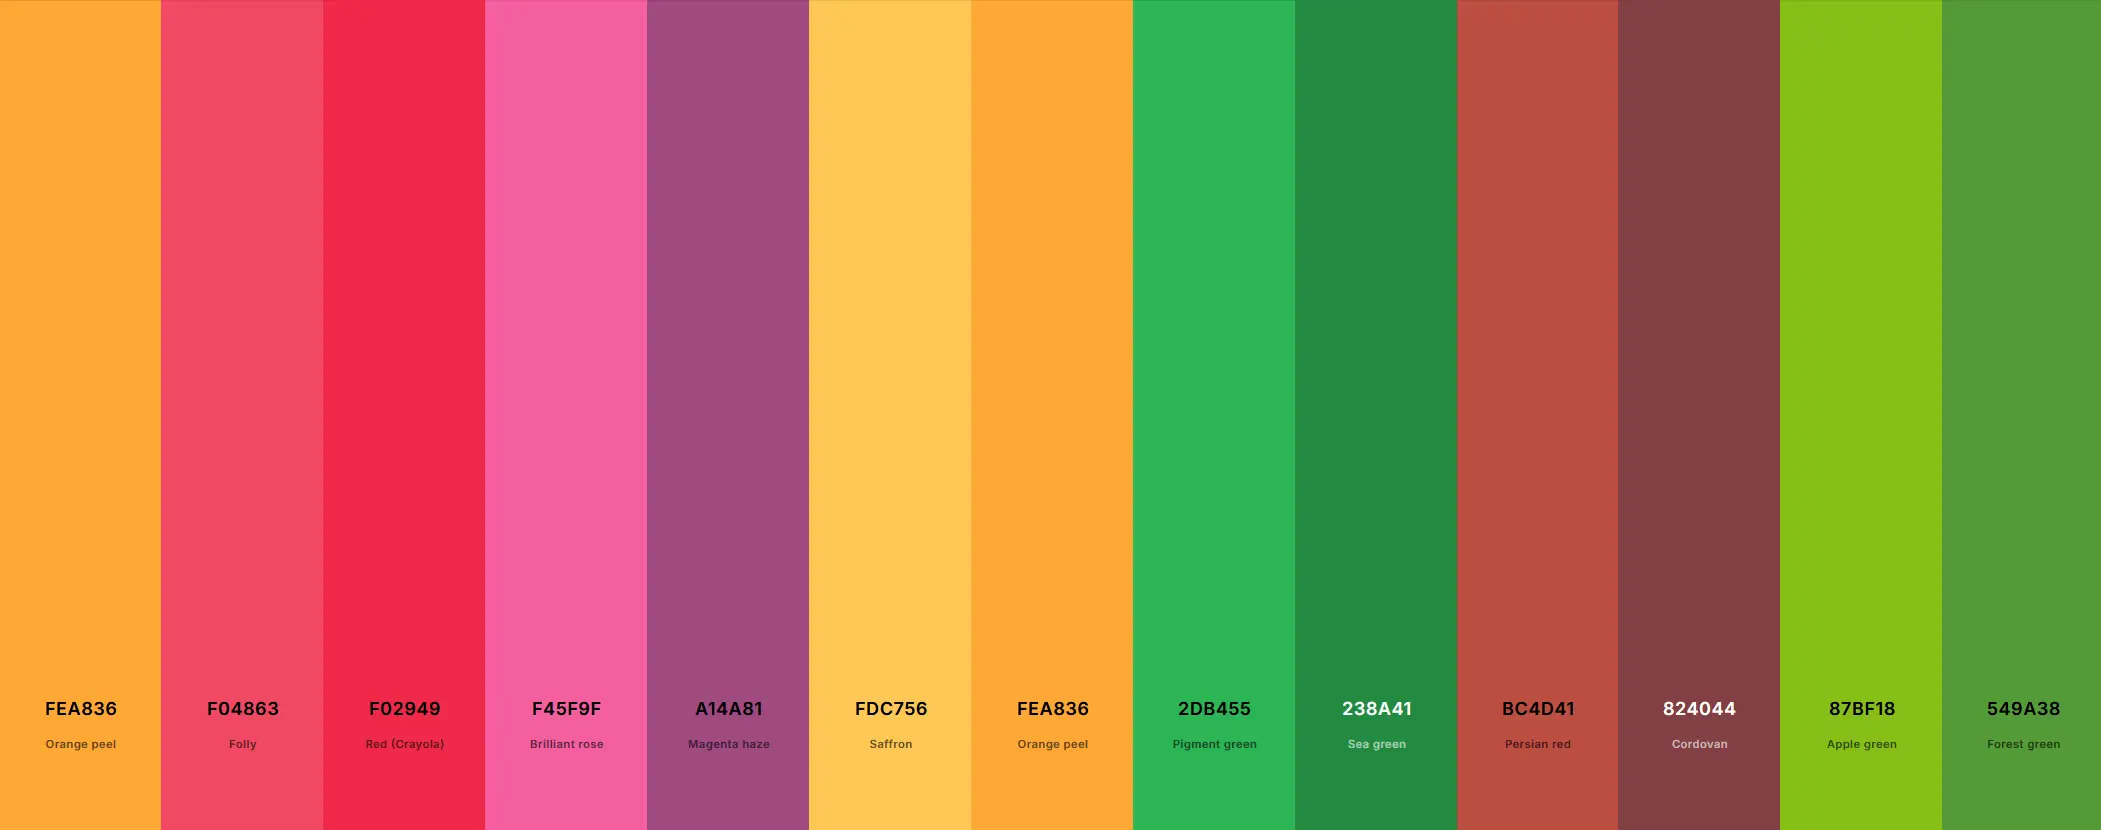 FEA836
Orange peel
F04863
Folly
F02949
Red (Crayola)
F45F9F
Brilliant rose
A14A81
Magenta haze
FDC756
Saffron
FEA836
Orange peel
2DB455
Pigment green
238A41
Sea green
BC4D41
Persian red
824044
Cordovan
87BF18
Apple green
549A38
Forest green